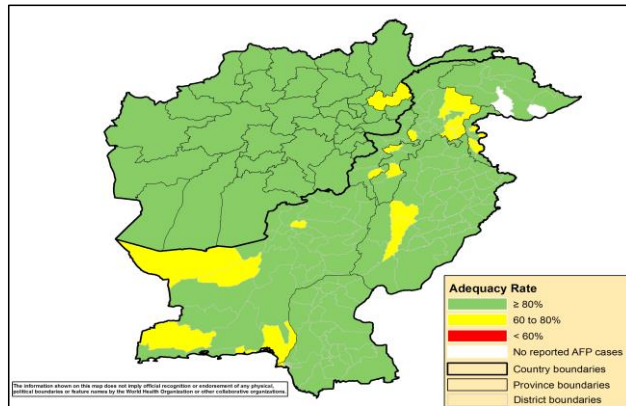 Adequacy Rate
≥ 80%
60 to 80%
< 60%
No reported AFP cases
Country boundaries
Province boundaries
District boundaries
The information shown on this map does not imply official recognition or endorsement of any physical,
political boundaries or feature names by the World Health Organization or other collaborative organizations.